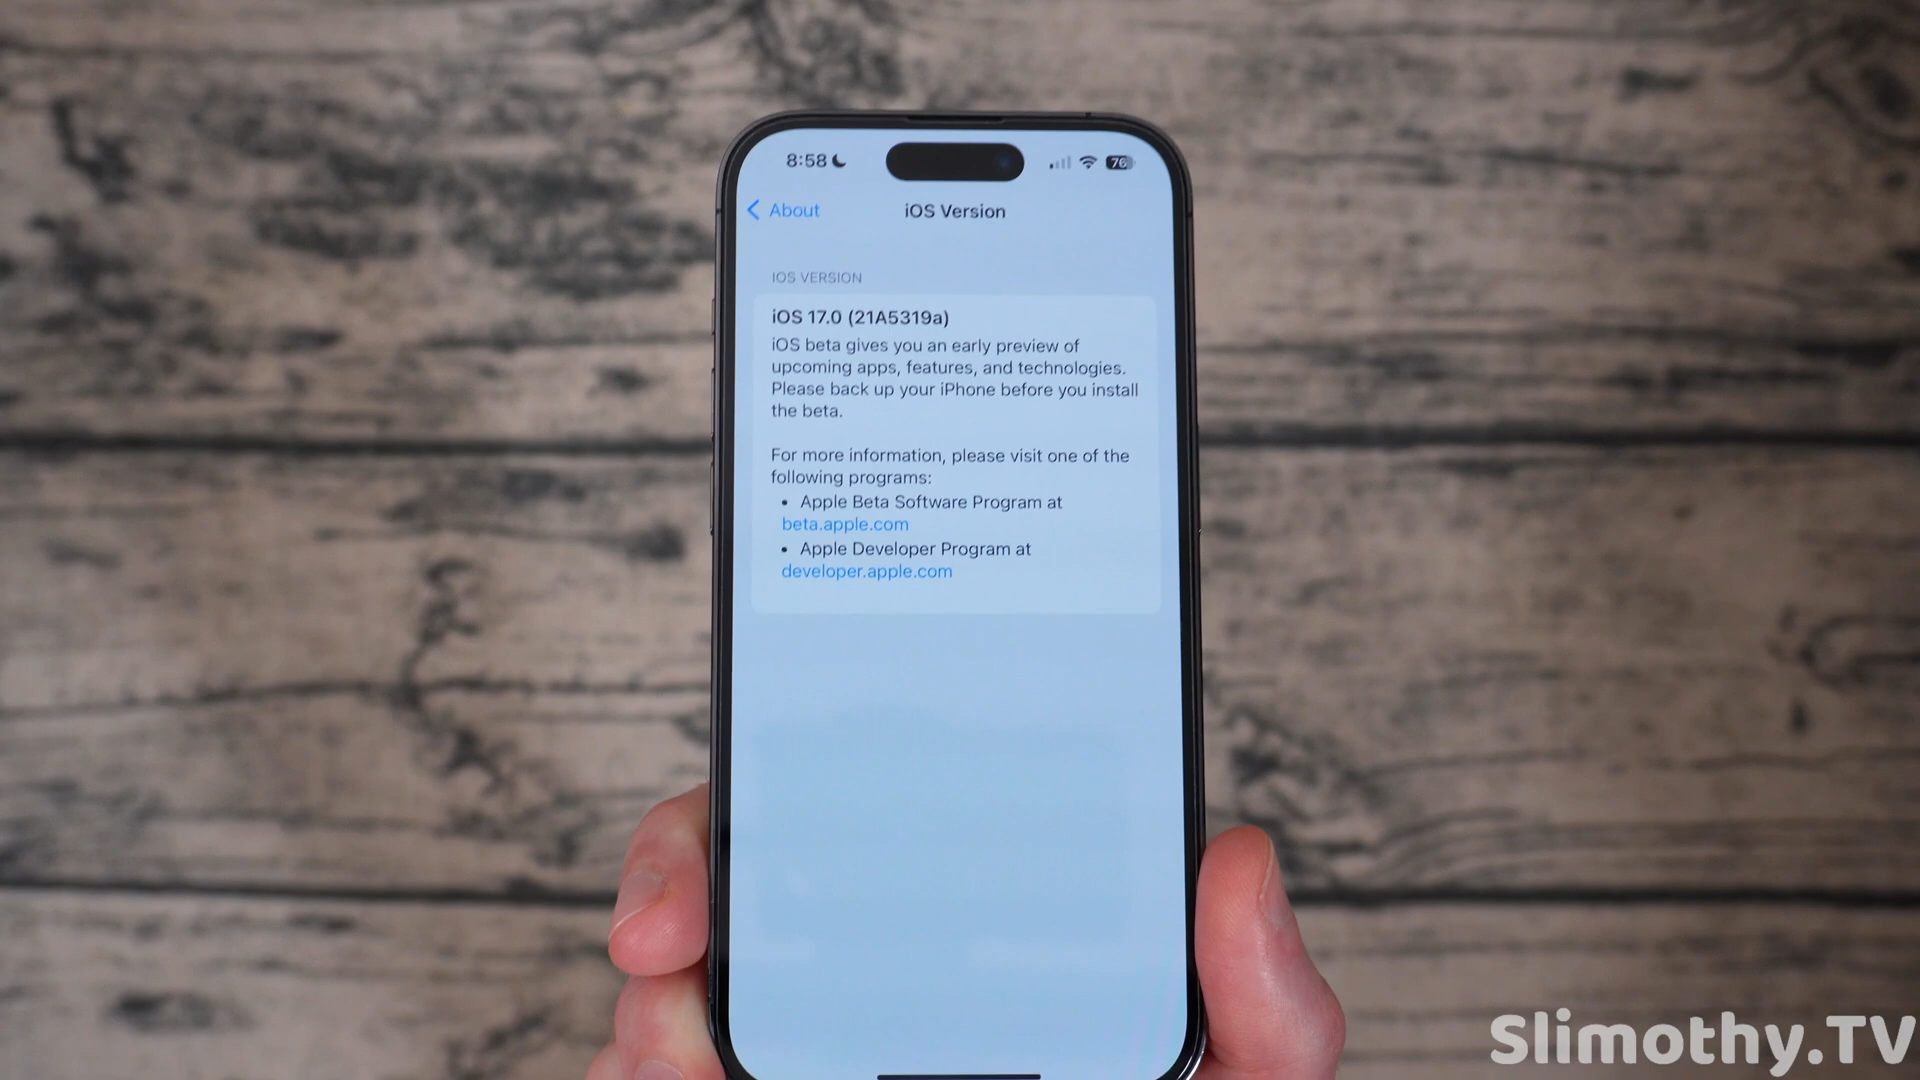 8:58
76
About
iOS Version
IOS VERSION
iOS 17.0 (21A5319a)
iOS beta gives you an early preview of
upcoming apps, features, and technologies.
Please back up your iPhone before you install
the beta.
For more information, please visit one of the
following programs:
• Apple Beta Software Program at
beta.apple.com
• Apple Developer Program at
developer.apple.com
Slimothy.TV